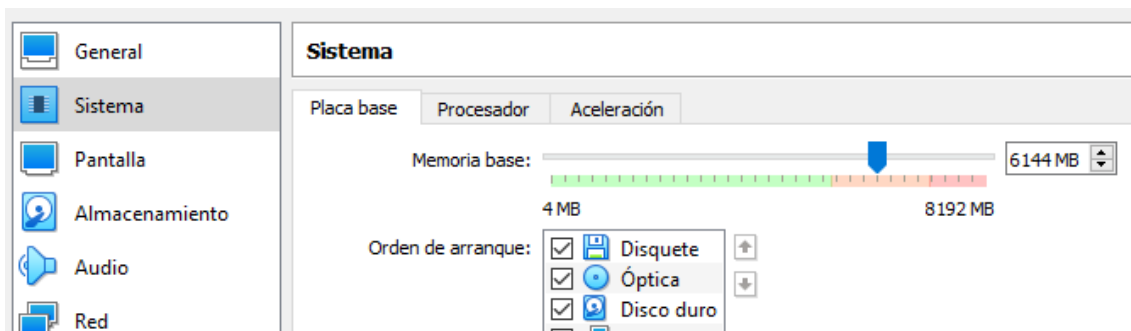 General
Sistema
Pantalla
Almacenamiento
Audio
Red
Sistema
Placa base Procesador Aceleración
Memoria base: 6144 MB
4 MB 8192 MB
Orden de arranque: Disquete
Óptica
Disco duro